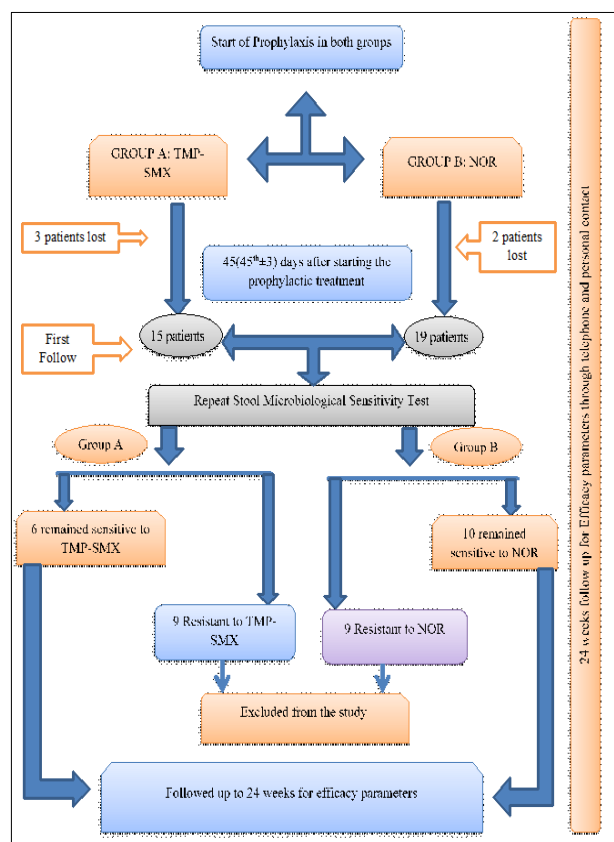 Start of Prophylaxis in both groups
GROUP A: TMP-
SMX
GROUP B: NOR
3 patients lost
2 patients
lost
45(45th±3) days after starting the
prophylactic treatment
First
Follow
15 patients
19 patients
Repeat Stool Microbiological Sensitivity Test
Group A
Group B
6 remained sensitive to
TMP-SMX
10 remained
sensitive to NOR
9 Resistant to TMP-
SMX
9 Resistant to NOR
Excluded from the study
Followed up to 24 weeks for efficacy parameters
24 weeks follow up for Efficacy parameters through telephone and personal contact